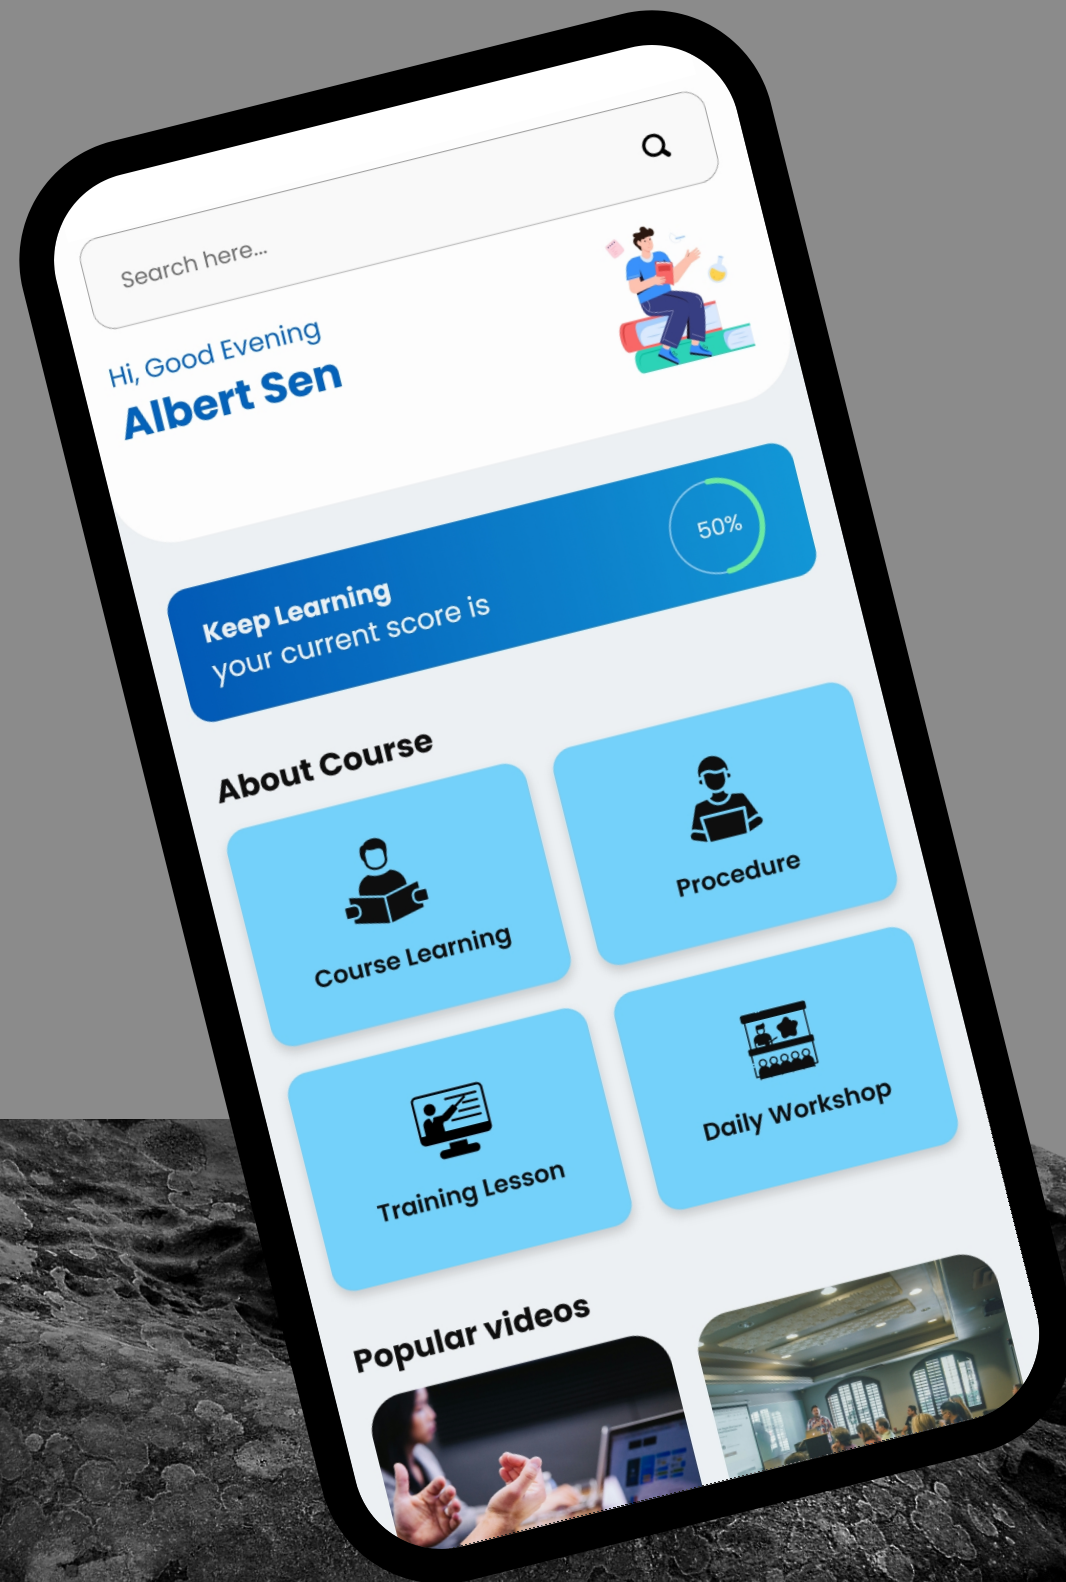 Search here...
Hi, Good Evening
Albert Sen
Keep Learning
your current score is
50%
About Course
Course Learning
Procedure
Training Lesson
Daily Workshop
Popular videos